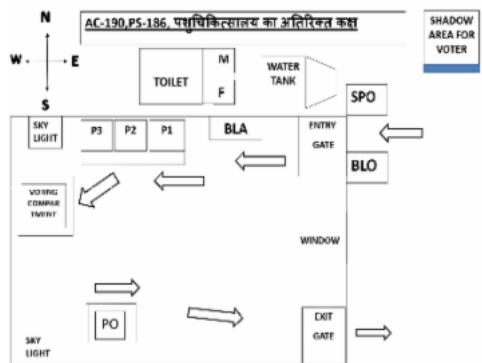 N
AC-190,PS-186, पशुचिकित्सालय का अतिरिक्त कक्ष
SHADOW
AREA FOR
VOTER
W
E
S
TOILET
M
F
WATER
TANK
SPO
SKY
LIGHT
P3
P2
P1
BLA
ENTRY
GATE
BLO
VOTING
COMPAR
TMENT
WINDOW
PO
EXIT
GATE
SKY
LIGHT